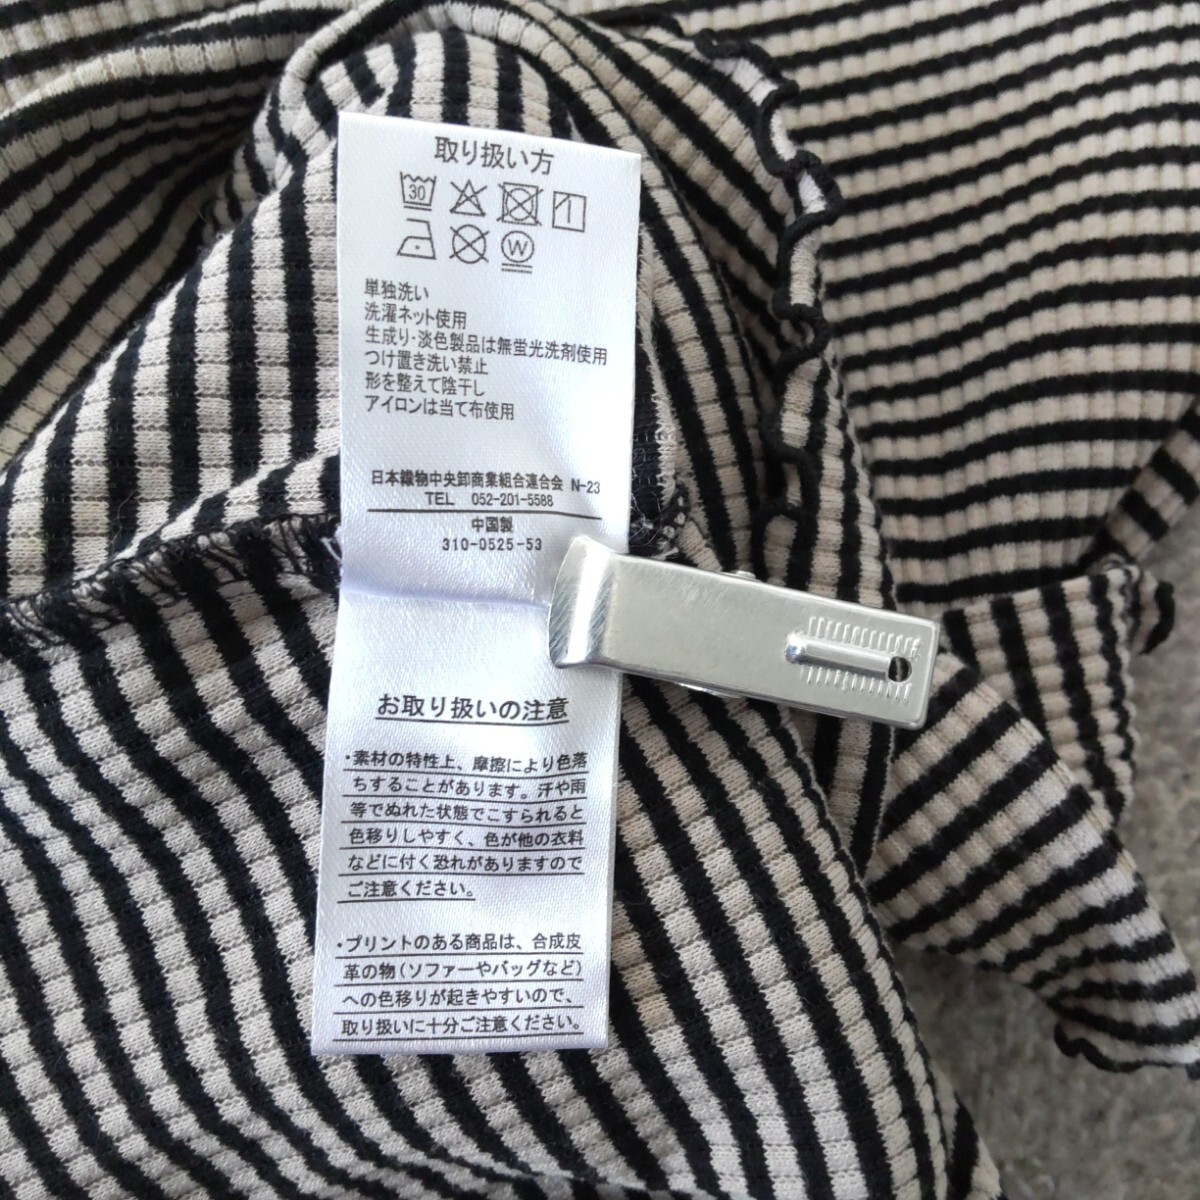 取り扱い方
30
W
単独洗い
洗濯ネット使用
生成り・淡色製品は無蛍光洗剤使用
つけ置き洗い禁止
形を整えて陰干し
アイロンは当て布使用
日本織物中央卸商業組合連合会 N-23
TEL 052-201-5588
中国製
310-0525-53
お取り扱いの注意
・素材の特性上、摩擦により色落
ちすることがあります。汗や雨
等でぬれた状態でこすられると
色移りしやすく、色が他の衣料
などに付く恐れがありますので
ご注意ください。
・プリントのある商品は、合成皮
革の物(ソファーやバッグなど)
への色移りが起きやすいので、
取り扱いに十分ご注意ください。